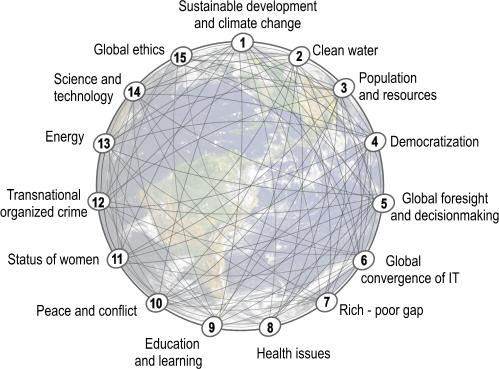 Sustainable development
and climate change
1
2
Clean water
3
Population
and resources
4
Democratization
5
Global foresight
and decisionmaking
6
Global
convergence of IT
7
Rich - poor gap
8
Health issues
9
Education
and learning
10
Peace and conflict
11
Status of women
12
Transnational
organized crime
13
Energy
14
Science and
technology
15
Global ethics